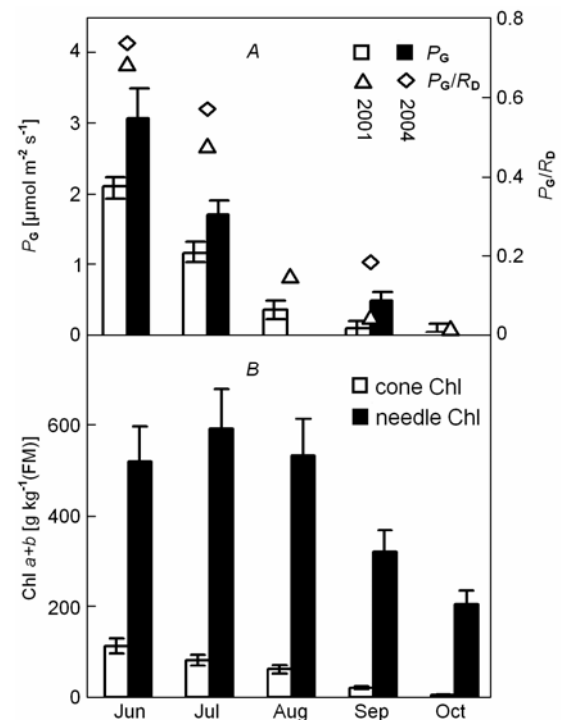 A
P_G
P_G/R_D
2001
2004
4
3
2
1
0
P_G [µmol m⁻² s⁻¹]
0.8
0.6
0.4
0.2
0
P_G/R_D
B
cone Chl
needle Chl
600
400
200
0
Chl a+b [g kg⁻¹(FM)]
Jun Jul Aug Sep Oct